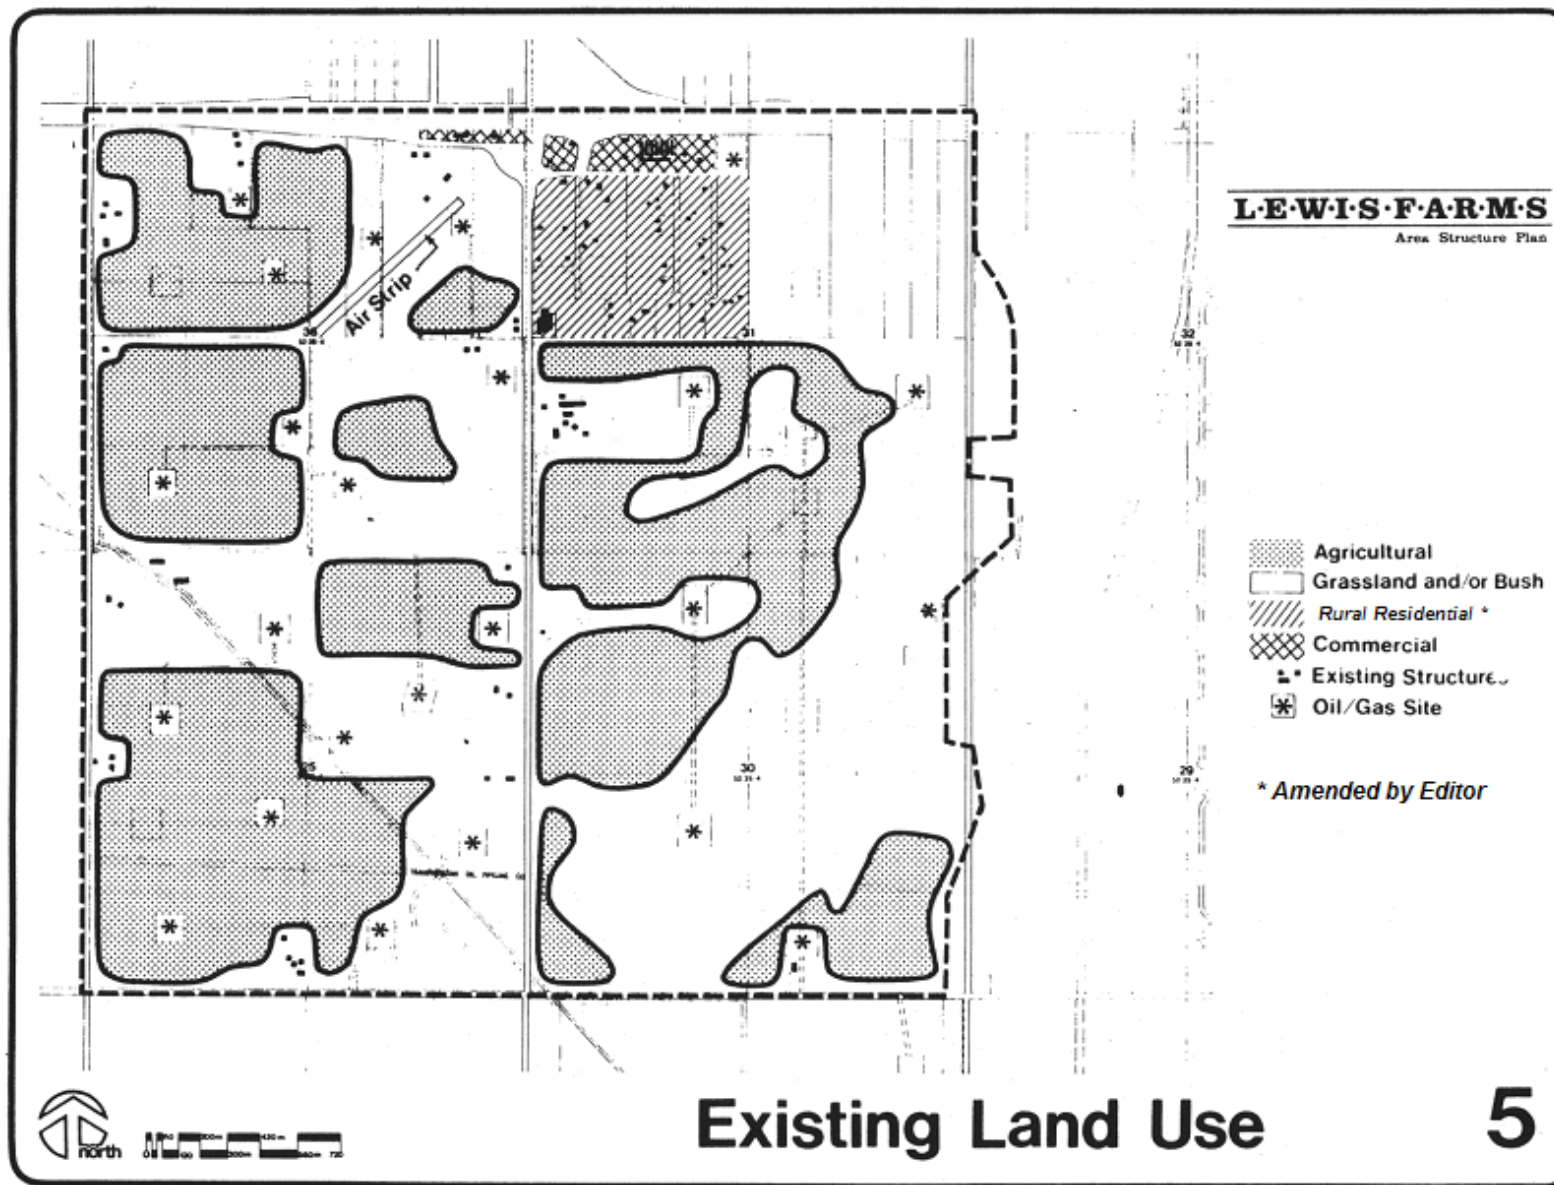 L·E·W·I·S·F·A·R·M·S
Area Structure Plan
Air Strip
36
31
32
25
30
29
Agricultural
Grassland and/or Bush
Rural Residential *
Commercial
Existing Structures
Oil/Gas Site
* Amended by Editor
north
Existing Land Use
5